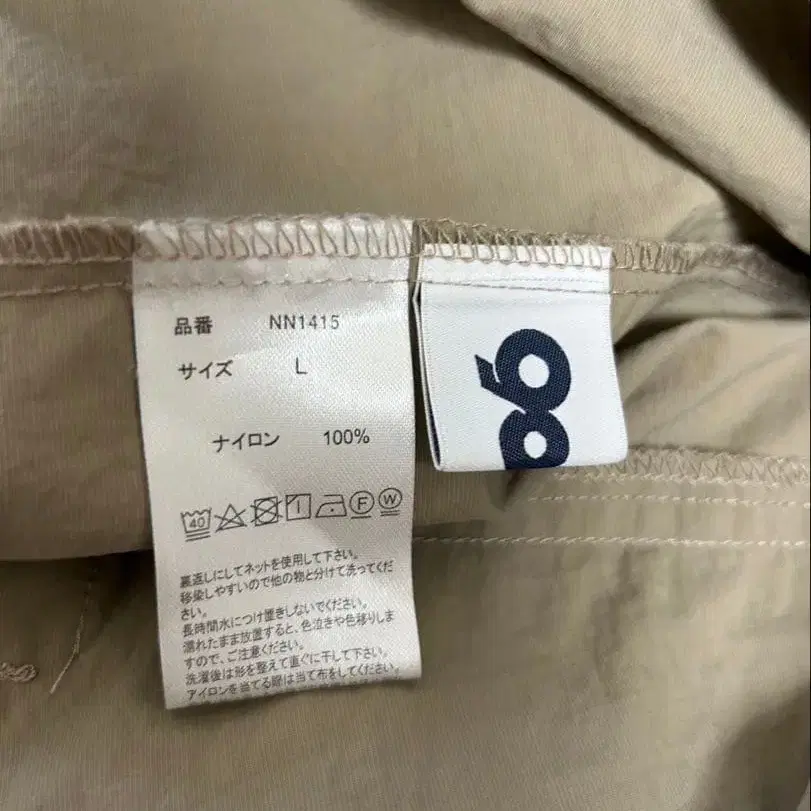 品番 NN1415
サイズ L
ナイロン 100%
40 F W
裏返しにしてネットを使用して下さい。
移染しやすいので他の物と分けて洗ってくだ
さい。
長時間水につけ置きしないでください。
濡れたまま放置すると、色泣きや色移りしま
すので、ご注意ください。
洗濯後は形を整えて直ぐに干して下さい。
アイロンを当てる際は当て布をしてください。